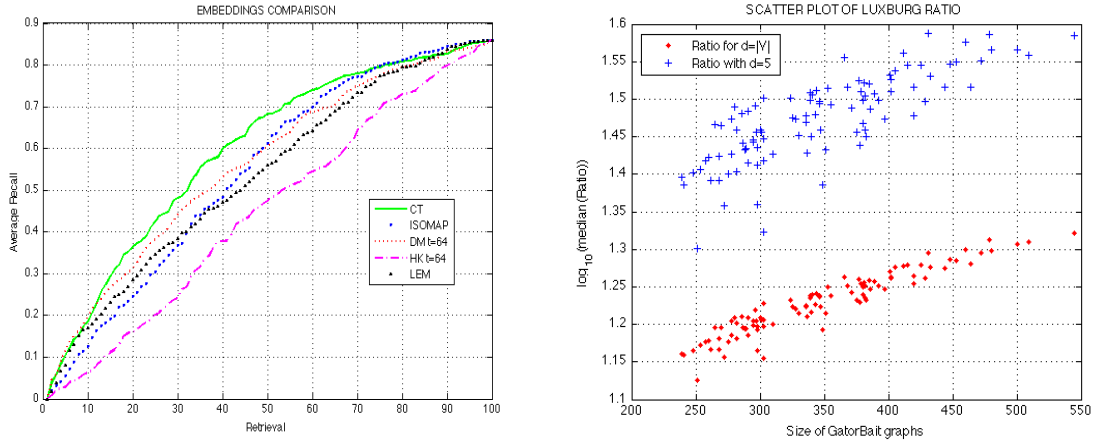 EMBEDDINGS COMPARISON
0.9
0.8
0.7
0.6
0.5
0.4
0.3
0.2
0.1
0
Average Recall
0 10 20 30 40 50 60 70 80 90 100
Retrieval
CT
ISOMAP
DM t=64
HK t=64
LEM
SCATTER PLOT OF LUXBURG RATIO
1.6
1.55
1.5
1.45
1.4
1.35
1.3
1.25
1.2
1.15
1.1
log10 (median (Ratio))
200 250 300 350 400 450 500 550
Size of GatorBait graphs
Ratio for d=|Y|
Ratio with d=5